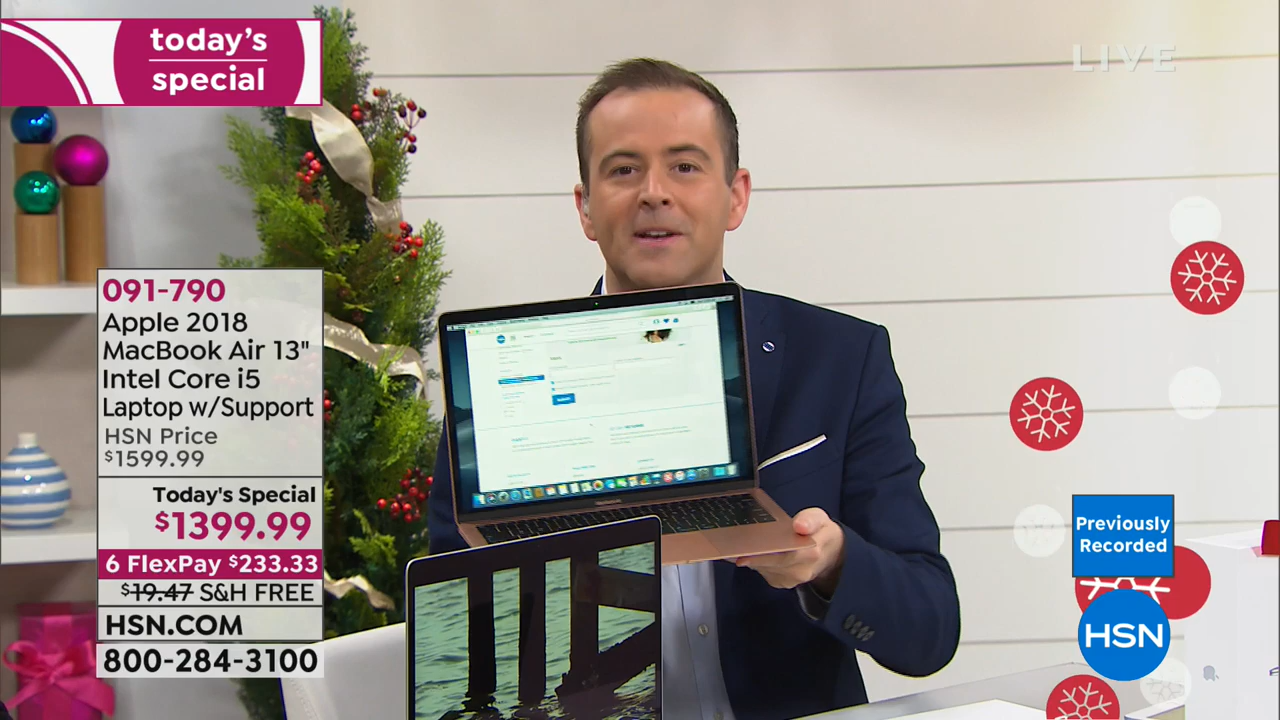 today's
special
LIVE
091-790
Apple 2018
MacBook Air 13"
Intel Core i5
Laptop w/Support
HSN Price
$1599.99
Today's Special
$1399.99
6 FlexPay $233.33
$19.47 S&H FREE
HSN.COM
800-284-3100
Previously
Recorded
HSN